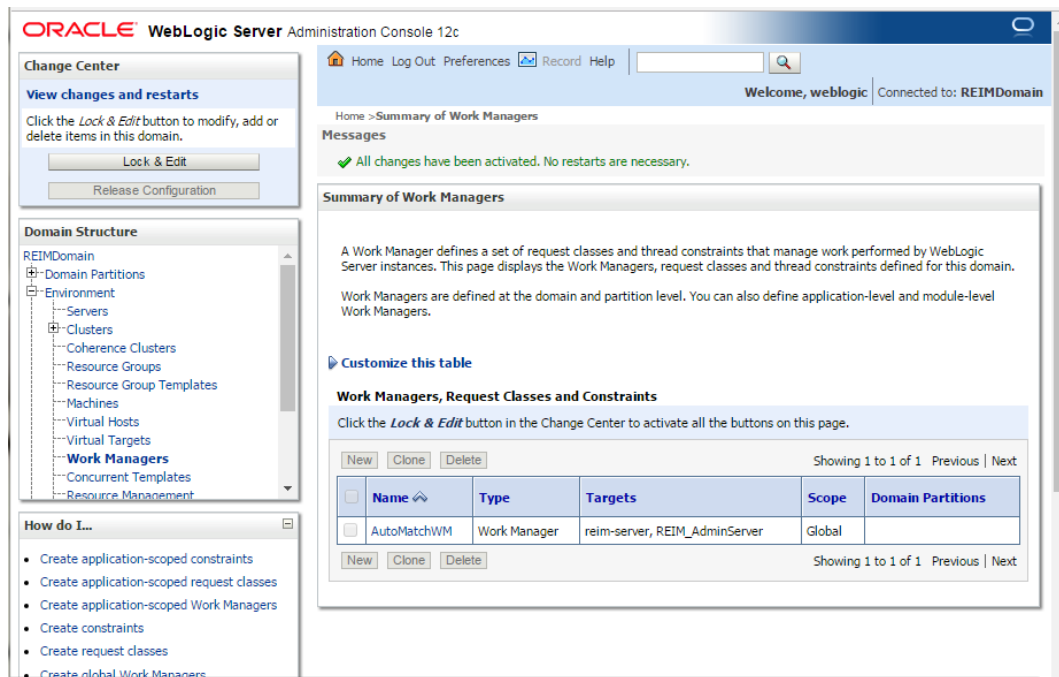 ORACLE WebLogic Server Administration Console 12c
Change Center
View changes and restarts
Click the Lock & Edit button to modify, add or
delete items in this domain.
Lock & Edit
Release Configuration
Domain Structure
REIMDomain
Domain Partitions
Environment
Servers
Clusters
Coherence Clusters
Resource Groups
Resource Group Templates
Machines
Virtual Hosts
Virtual Targets
Work Managers
Concurrent Templates
Resource Management
How do I...
Create application-scoped constraints
Create application-scoped request classes
Create application-scoped Work Managers
Create constraints
Create request classes
Create global Work Managers
Home Log Out Preferences Record Help
Welcome, weblogic Connected to: REIMDomain
Home >Summary of Work Managers
Messages
All changes have been activated. No restarts are necessary.
Summary of Work Managers
A Work Manager defines a set of request classes and thread constraints that manage work performed by WebLogic
Server instances. This page displays the Work Managers, request classes and thread constraints defined for this domain.
Work Managers are defined at the domain and partition level. You can also define application-level and module-level
Work Managers.
Customize this table
Work Managers, Request Classes and Constraints
Click the Lock & Edit button in the Change Center to activate all the buttons on this page.
New Clone Delete Showing 1 to 1 of 1 Previous | Next
Name Type Targets Scope Domain Partitions
AutoMatchWM Work Manager reim-server, REIM_AdminServer Global
New Clone Delete Showing 1 to 1 of 1 Previous | Next